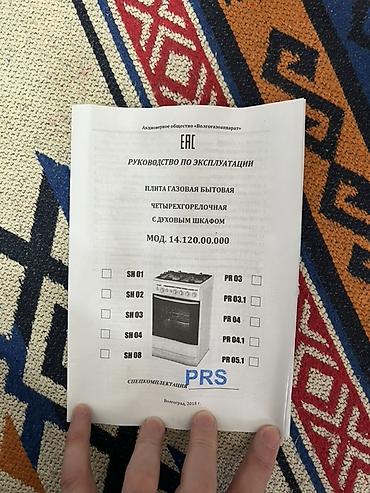 Акционерное общество «Волгогазоаппарат»
ЕАС
РУКОВОДСТВО ПО ЭКСПЛУАТАЦИИ
ПЛИТА ГАЗОВАЯ БЫТОВАЯ
ЧЕТЫРЕХГОРЕЛОЧНАЯ
С ДУХОВЫМ ШКАФОМ
МОД. 14.120.00.000
SH 01
SH 02
SH 03
SH 04
SH 08
PR 03
PR 03.1
PR 04
PR 04.1
PR 05.1
СПЕЦКОМПЛЕКТАЦИЯ PRS
Волгоград, 2018 г.